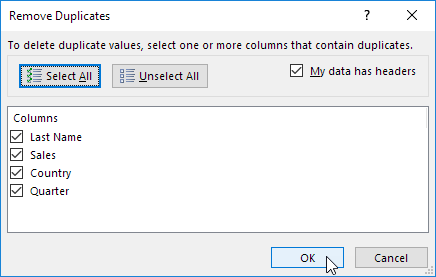 Remove Duplicates
?
To delete duplicate values, select one or more columns that contain duplicates.
Select All
Unselect All
My data has headers
Columns
Last Name
Sales
Country
Quarter
OK
Cancel